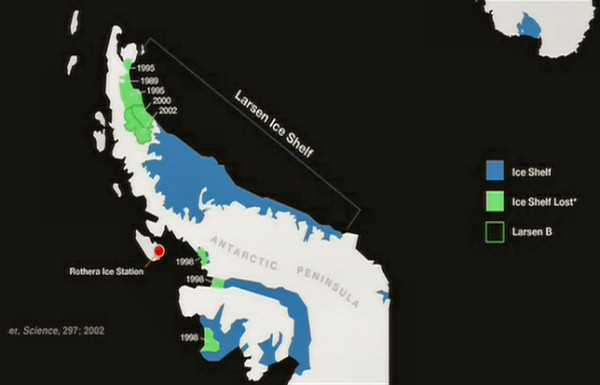 1995
1989
1995
2000
2002
Larsen Ice Shelf
Ice Shelf
Ice Shelf Lost*
Larsen B
ANTARCTIC PENINSULA
1998
Rothera Ice Station
1998
1998
Science, 297; 2002